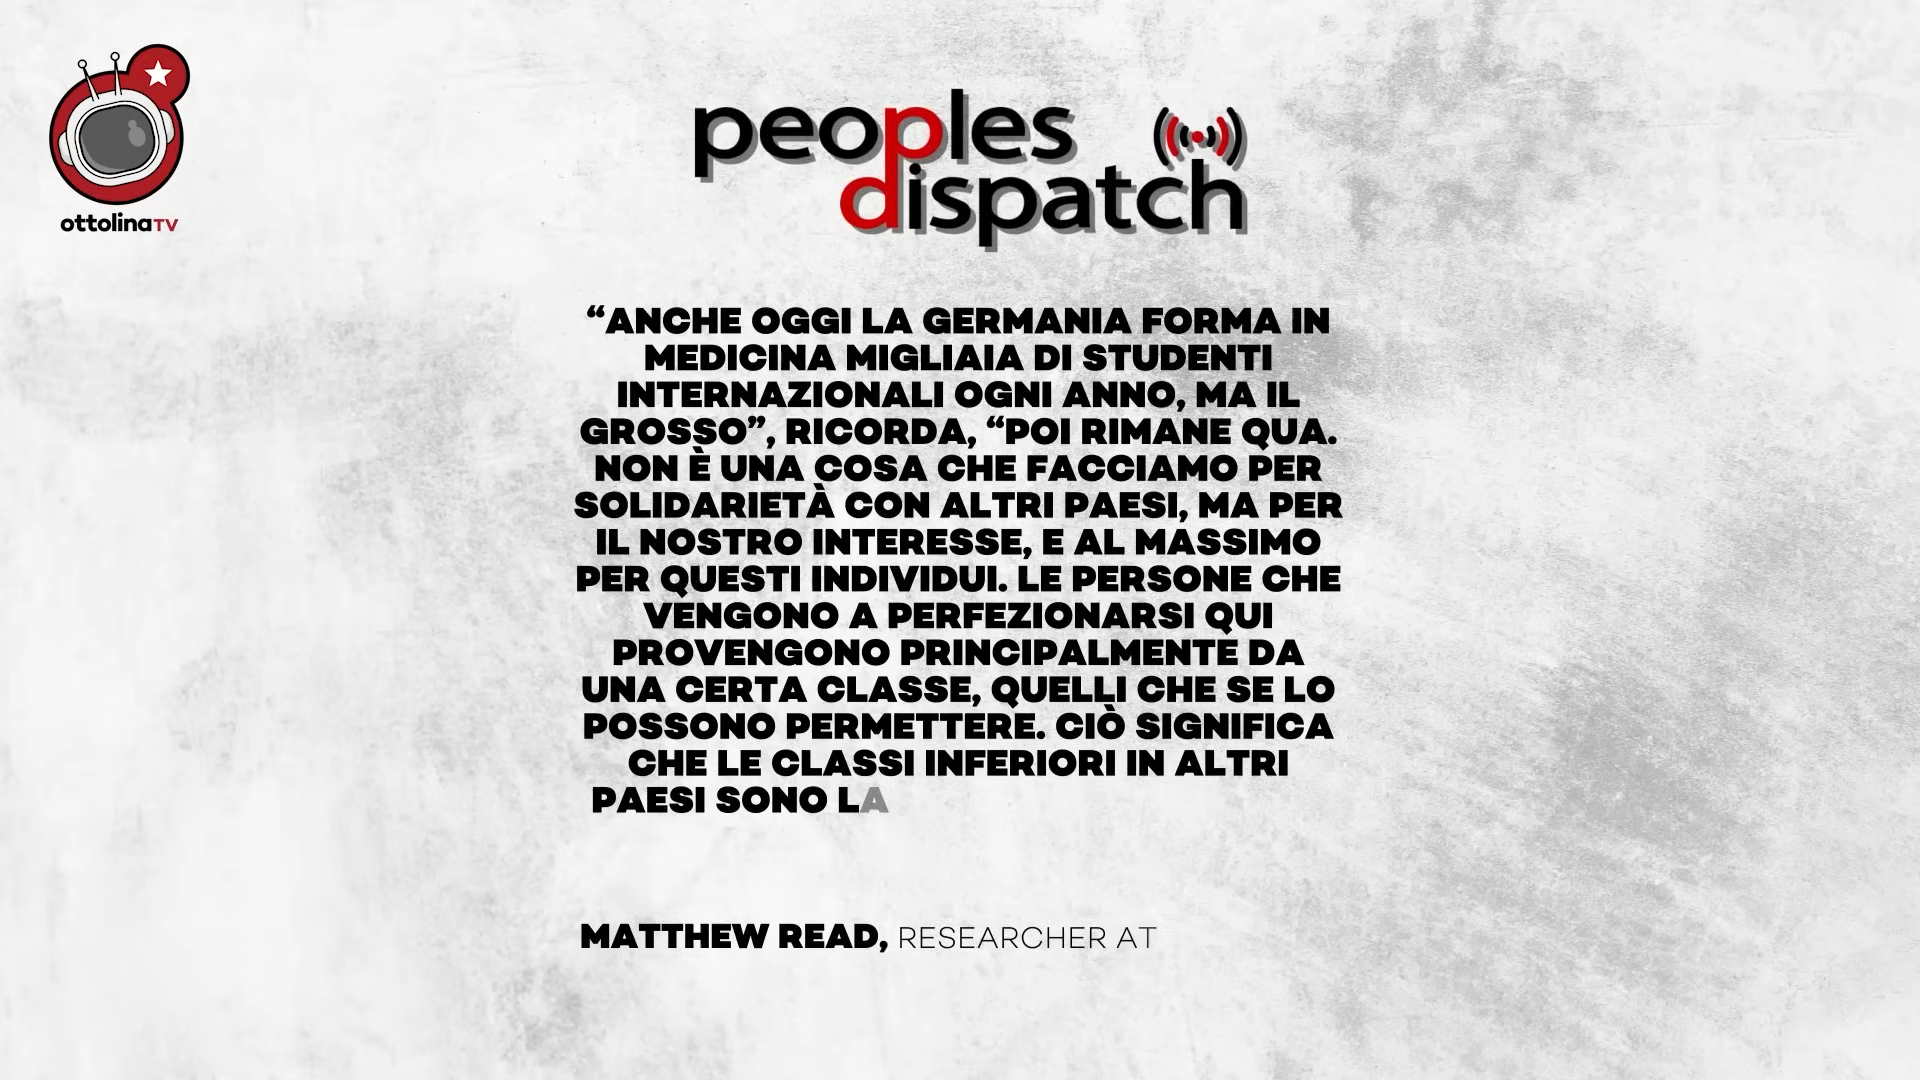 ottolinaTV
peoples
dispatch
“ANCHE OGGI LA GERMANIA FORMA IN
MEDICINA MIGLIAIA DI STUDENTI
INTERNAZIONALI OGNI ANNO, MA IL
GROSSO”, RICORDA, “POI RIMANE QUA.
NON È UNA COSA CHE FACCIAMO PER
SOLIDARIETÀ CON ALTRI PAESI, MA PER
IL NOSTRO INTERESSE, E AL MASSIMO
PER QUESTI INDIVIDUI. LE PERSONE CHE
VENGONO A PERFEZIONARSI QUI
PROVENGONO PRINCIPALMENTE DA
UNA CERTA CLASSE, QUELLI CHE SE LO
POSSONO PERMETTERE. CIÒ SIGNIFICA
CHE LE CLASSI INFERIORI IN ALTRI
PAESI SONO LA
MATTHEW READ, RESEARCHER AT